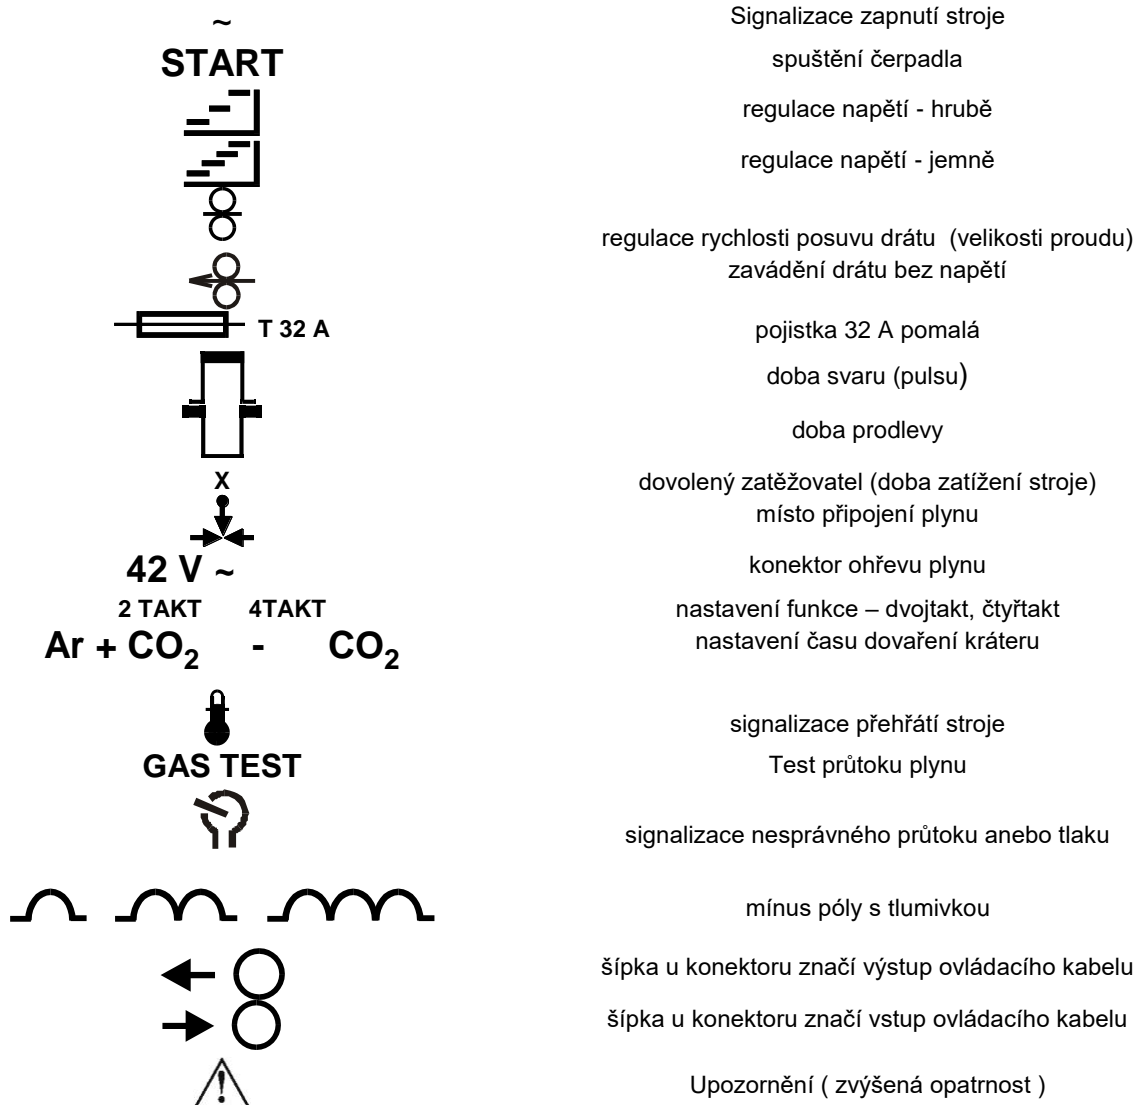 ~ Signalizace zapnutí stroje
START spuštění čerpadla
regulace napětí - hrubě
regulace napětí - jemně
regulace rychlosti posuvu drátu (velikosti proudu)
zavádění drátu bez napětí
T 32 A pojistka 32 A pomalá
doba svaru (pulsu)
doba prodlevy
X dovolený zatěžovatel (doba zatížení stroje)
místo připojení plynu
42 V ~ konektor ohřevu plynu
2 TAKT 4TAKT nastavení funkce – dvojtakt, čtyřtakt
Ar + CO₂ - CO₂ nastavení času dovaření kráteru
signalizace přehřátí stroje
GAS TEST Test průtoku plynu
signalizace nesprávného průtoku anebo tlaku
mínus póly s tlumivkou
šípka u konektoru značí výstup ovládacího kabelu
šípka u konektoru značí vstup ovládacího kabelu
Upozornění ( zvýšená opatrnost )